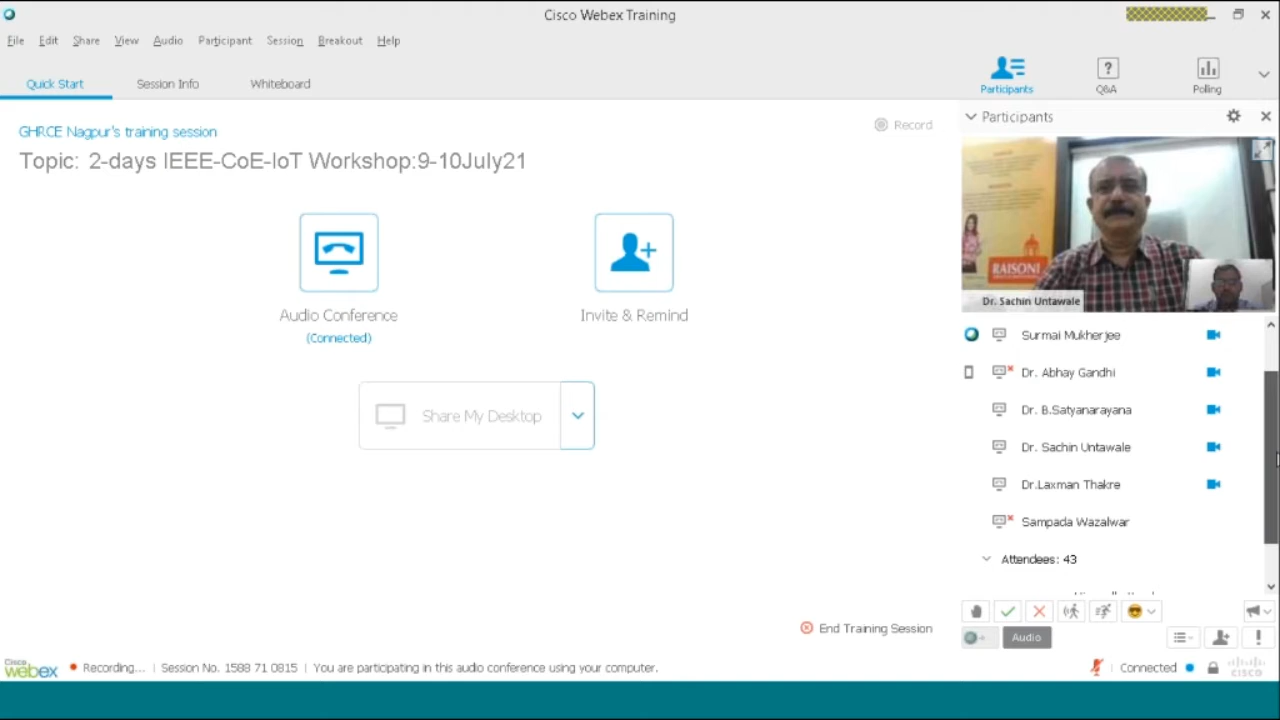 Cisco Webex Training
File Edit Share View Audio Participant Session Breakout Help
Quick Start Session Info Whiteboard
Participants Q&A Polling
GHRCE Nagpur's training session
Record
Topic: 2-days IEEE-CoE-IoT Workshop:9-10July21
Audio Conference
(Connected)
Invite & Remind
Share My Desktop
End Training Session
Participants
RAISONI
Dr. Sachin Untawale
Surmai Mukherjee
Dr. Abhay Gandhi
Dr. B.Satyanarayana
Dr. Sachin Untawale
Dr.Laxman Thakre
Sampada Wazalwar
Attendees: 43
Audio
Cisco webex Recording... Session No. 1588 71 0815 You are participating in this audio conference using your computer.
Connected
cisco